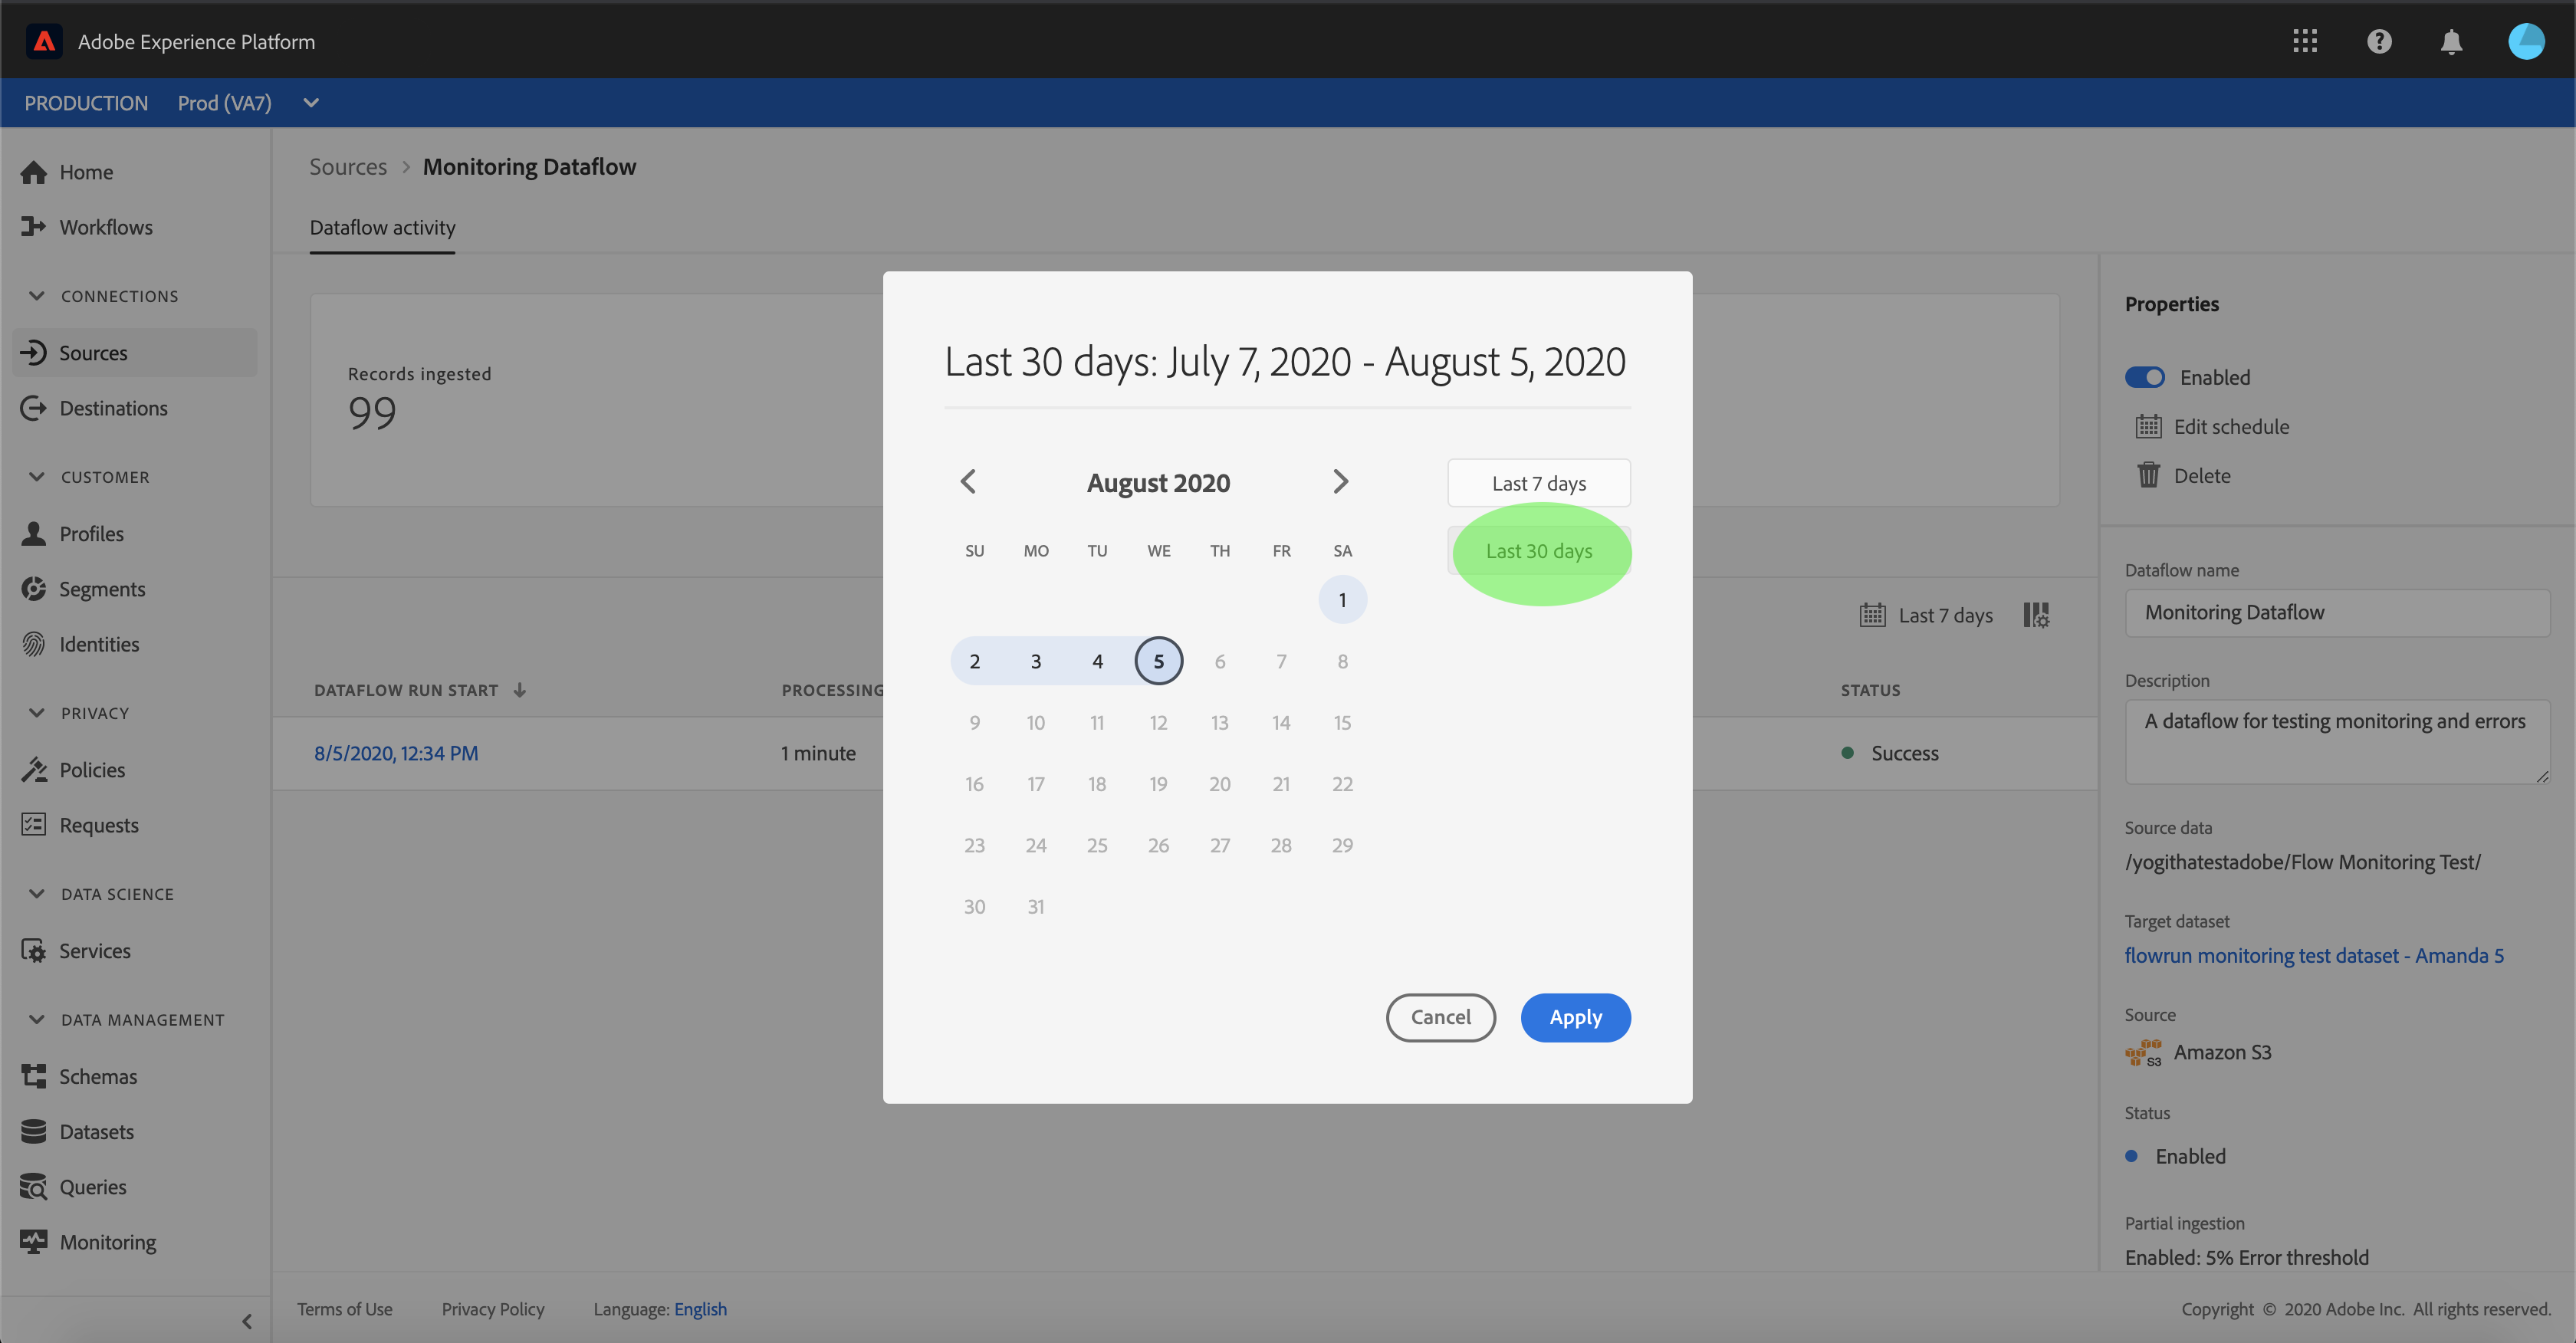 Adobe Experience Platform
PRODUCTION Prod (VA7)
Home
Workflows
CONNECTIONS
Sources
Destinations
CUSTOMER
Profiles
Segments
Identities
PRIVACY
Policies
Requests
DATA SCIENCE
Services
DATA MANAGEMENT
Schemas
Datasets
Queries
Monitoring
Sources > Monitoring Dataflow
Dataflow activity
Records ingested
99
Last 7 days
DATAFLOW RUN START PROCESSING STATUS
8/5/2020, 12:34 PM 1 minute Success
Last 30 days: July 7, 2020 - August 5, 2020
August 2020
SU MO TU WE TH FR SA
1
2 3 4 5 6 7 8
9 10 11 12 13 14 15
16 17 18 19 20 21 22
23 24 25 26 27 28 29
30 31
Last 7 days
Last 30 days
Cancel Apply
Properties
Enabled
Edit schedule
Delete
Dataflow name
Monitoring Dataflow
Description
A dataflow for testing monitoring and errors
Source data
/yogithatestadobe/Flow Monitoring Test/
Target dataset
flowrun monitoring test dataset - Amanda 5
Source
S3 Amazon S3
Status
Enabled
Partial ingestion
Enabled: 5% Error threshold
Terms of Use Privacy Policy Language: English Copyright © 2020 Adobe Inc. All rights reserved.